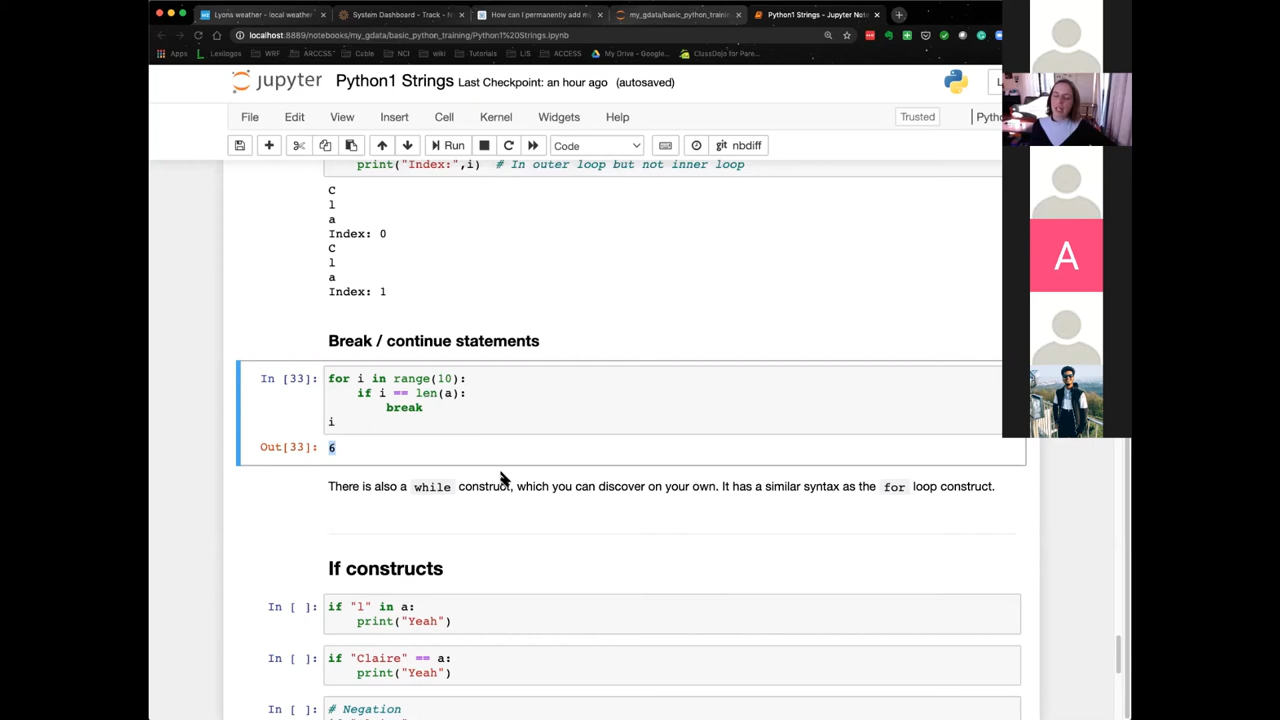 Lyons weather - local weather
System Dashboard - Track - N
How can I permanently add m
my_gdata/basic_python_training
Python1 Strings - Jupyter Note
localhost:8889/notebooks/my_gdata/basic_python_training/Python1%20Strings.ipynb
Apps
Lexilogos
WRF
ARCCSS
Cable
NCI
wiki
Tutorials
LIS
ACCESS
My Drive - Google...
ClassDojo for Pare...
jupyter Python1 Strings Last Checkpoint: an hour ago (autosaved)
File Edit View Insert Cell Kernel Widgets Help
Trusted
Pytho
Run
Code
git nbdiff
print("Index:",i) # In outer loop but not inner loop
C
l
a
Index: 0
C
l
a
Index: 1
Break / continue statements
In [33]: for i in range(10):
if i == len(a):
break
i
Out[33]: 6
There is also a while construct, which you can discover on your own. It has a similar syntax as the for loop construct.
If constructs
In [ ]: if "l" in a:
print("Yeah")
In [ ]: if "Claire" == a:
print("Yeah")
In [ ]: # Negation
A